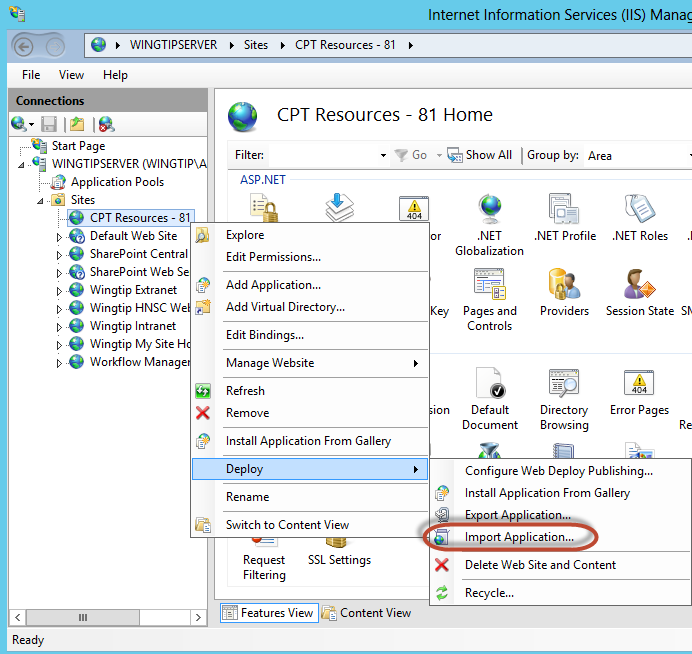 Internet Information Services (IIS) Manag
WINGTIPSERVER Sites CPT Resources - 81
File View Help
Connections
Start Page
WINGTIPSERVER (WINGTIP\A
Application Pools
Sites
CPT Resources - 81
Default Web Site
SharePoint Central
SharePoint Web Se
Wingtip Extranet
Wingtip HNSC Web
Wingtip Intranet
Wingtip My Site Ho
Workflow Manager
CPT Resources - 81 Home
Filter: Go Show All Group by: Area
ASP.NET
404
or
.NET
Globalization
.NET Profile
.NET Roles
Key
Pages and
Controls
Providers
Session State
SM
sion
Default
Document
Directory
Browsing
404
Error Pages
Re
Request
Filtering
SSL Settings
Explore
Edit Permissions...
Add Application...
Add Virtual Directory...
Edit Bindings...
Manage Website
Refresh
Remove
Install Application From Gallery
Deploy
Rename
Switch to Content View
Configure Web Deploy Publishing...
Install Application From Gallery
Export Application...
Import Application...
Delete Web Site and Content
Recycle...
Features View Content View
Ready